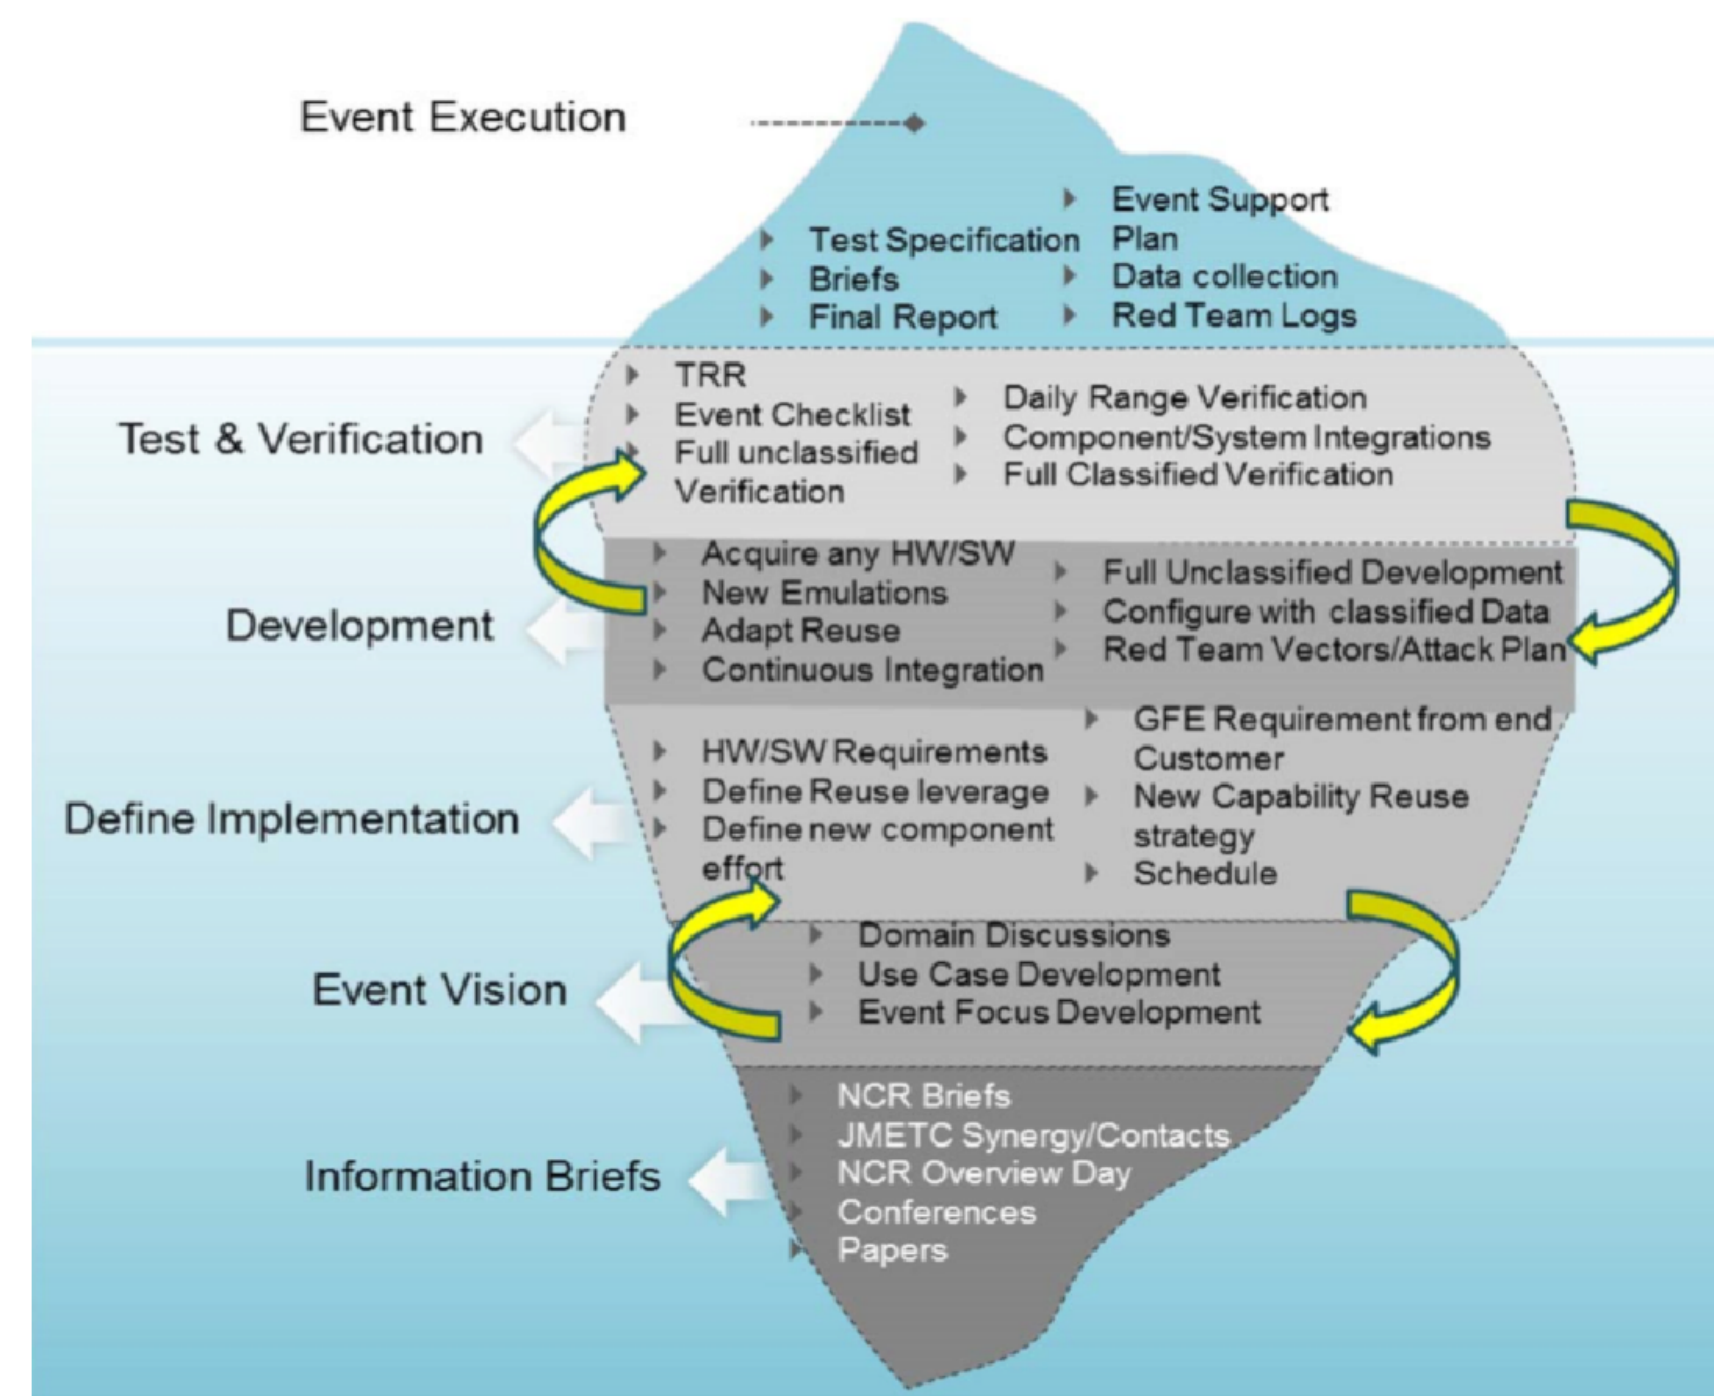 Event Execution
Test Specification
Briefs
Final Report
Event Support
Plan
Data collection
Red Team Logs
Test & Verification
TRR
Event Checklist
Full unclassified
Verification
Daily Range Verification
Component/System Integrations
Full Classified Verification
Development
Acquire any HW/SW
New Emulations
Adapt Reuse
Continuous Integration
Full Unclassified Development
Configure with classified Data
Red Team Vectors/Attack Plan
Define Implementation
HW/SW Requirements
Define Reuse leverage
Define new component
effort
GFE Requirement from end
Customer
New Capability Reuse
strategy
Schedule
Event Vision
Domain Discussions
Use Case Development
Event Focus Development
Information Briefs
NCR Briefs
JMETC Synergy/Contacts
NCR Overview Day
Conferences
Papers